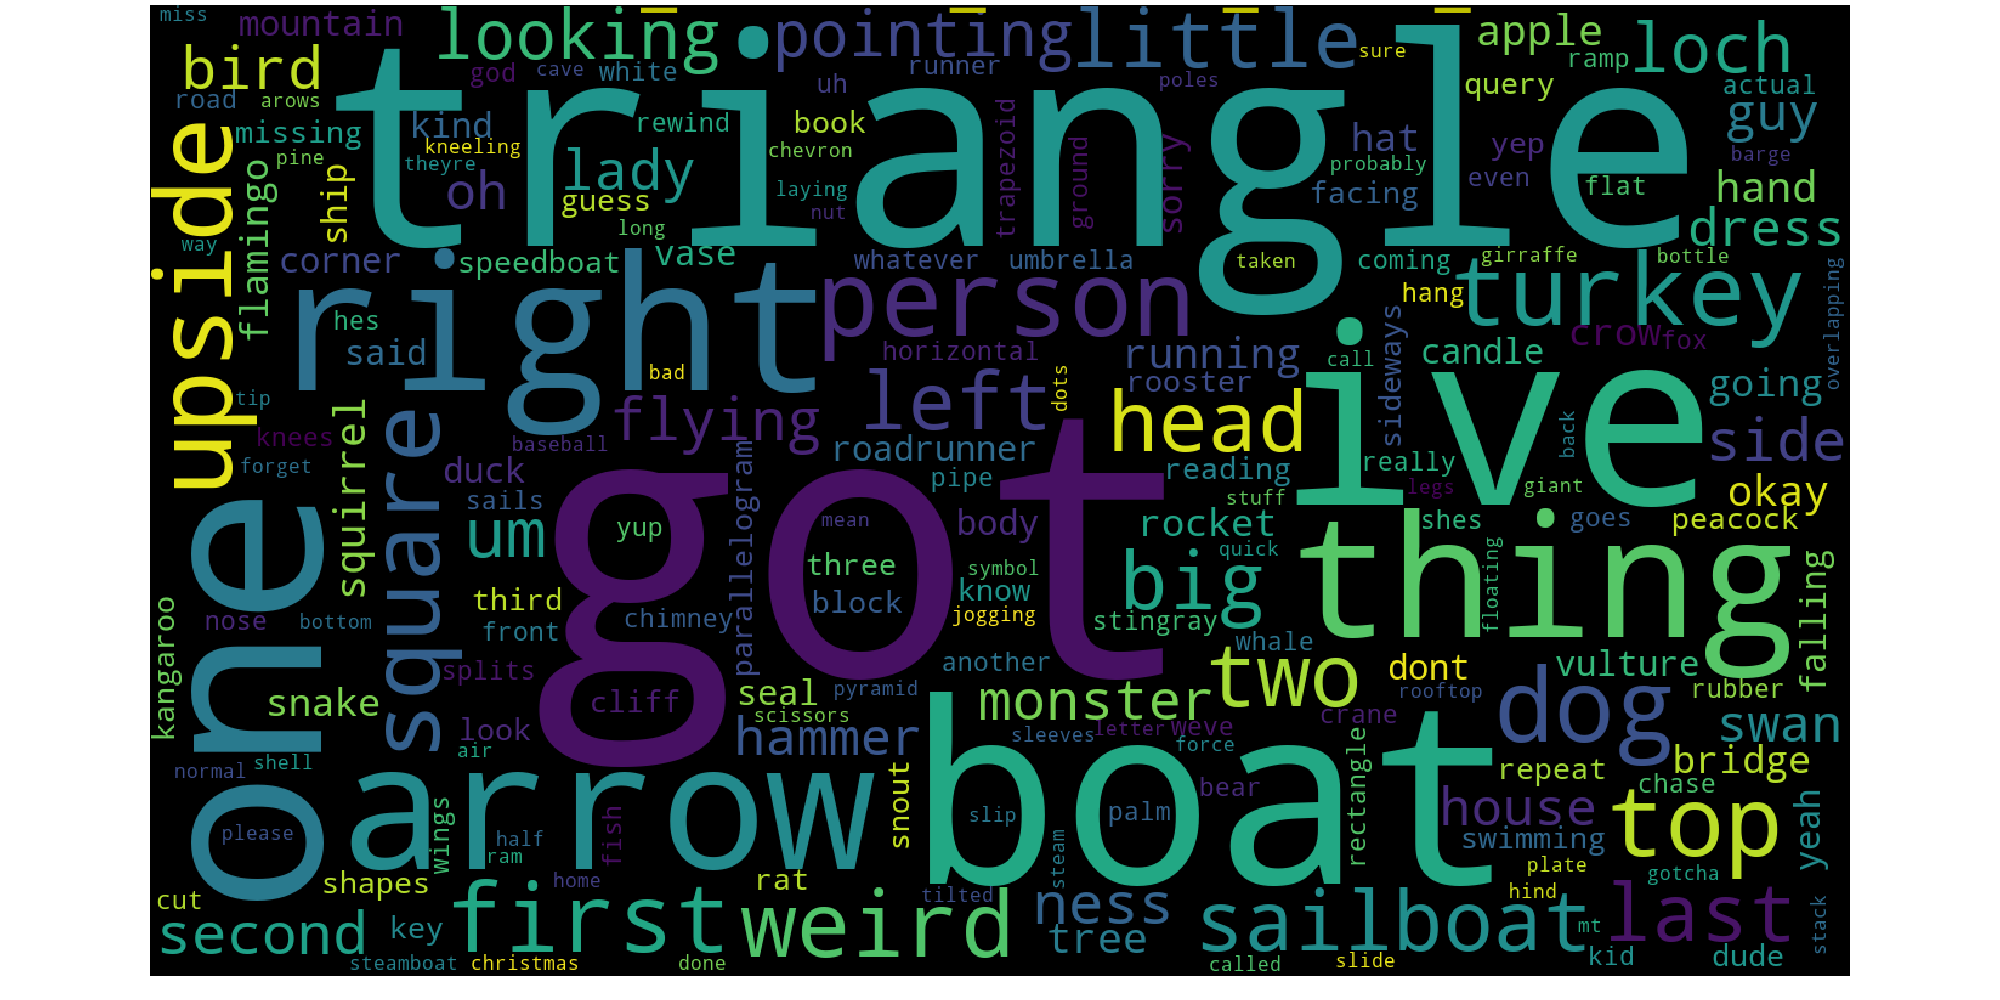 miss
mountain
looking
pointing
little
sure
apple
loch
bird
god
cave
white
runner
uh
poles
ramp
query
actual
road
arows
triangle
missing
kind
rewind
book
hat
guy
kneeling
chevron
trapezoid
ground
sorry
yep
barge
pine
theyre
lady
probably
upside
flamingo
ship
oh
guess
laying
nut
facing
even
flat
hand
way
long
dress
corner
speedboat
vase
whatever
umbrella
taken
coming
girraffe
bottle
right
person
hang
turkey
overlapping
hes
said
horizontal
running
sideways
call
candle
crow
fox
bad
left
dots
rooster
ive
going
tip
square
flying
head
back
knees
squirrel
baseball
roadrunner
really
side
forget
duck
parallelogram
pipe
reading
legs
giant
one
sails
got
stuff
okay
um
yup
mean
body
rocket
thing
shes
goes
peacock
three
symbol
quick
floating
falling
kangaroo
third
block
know
big
nose
bottom
front
chimney
jogging
stingray
another
whale
two
dont
vulture
snake
splits
cliff
seal
pyramid
monster
rooftop
dog
rubber
look
scissors
hammer
sleeves
letter
weve
crane
swan
normal
shell
air
boat
force
rectangle
repeat
bridge
arrow
snout
bear
chase
please
wings
half
fish
slip
palm
house
top
yeah
ram
steam
swimming
cut
shapes
home
rat
tilted
plate
hind
gotcha
second
key
first
weird
ness
tree
sailboat
mt
last
stack
steamboat
christmas
done
called
slide
kid
dude